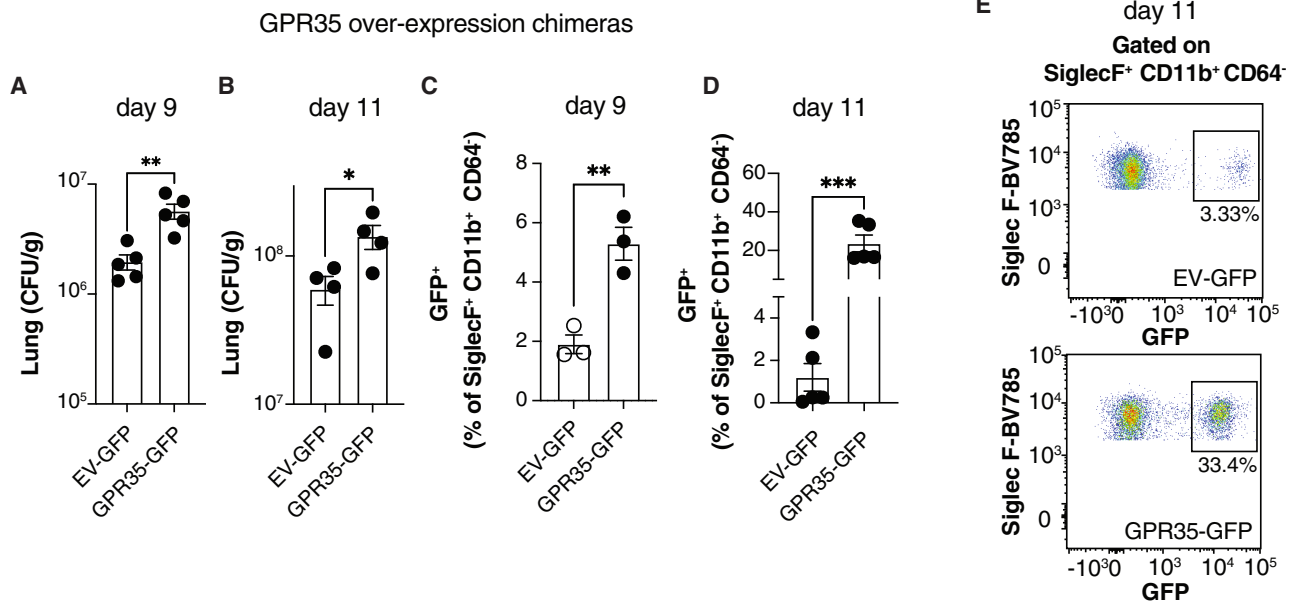 GPR35 over-expression chimeras
A
day 9
**
Lung (CFU/g)
10⁷
10⁶
10⁵
EV-GFP
GPR35-GFP
B
day 11
*
Lung (CFU/g)
10⁸
10⁷
EV-GFP
GPR35-GFP
C
day 9
**
GFP⁺
(% of SiglecF⁺ CD11b⁺ CD64⁻)
8
6
4
2
0
EV-GFP
GPR35-GFP
D
day 11
***
GFP⁺
(% of SiglecF⁺ CD11b⁺ CD64⁻)
60
40
20
4
2
0
EV-GFP
GPR35-GFP
E
day 11
Gated on
SiglecF⁺ CD11b⁺ CD64⁻
Siglec F-BV785
10⁵
10⁴
10³
0
3.33%
EV-GFP
-10³0 10³ 10⁴ 10⁵
GFP
Siglec F-BV785
10⁵
10⁴
10³
0
33.4%
GPR35-GFP
-10³0 10³ 10⁴ 10⁵
GFP